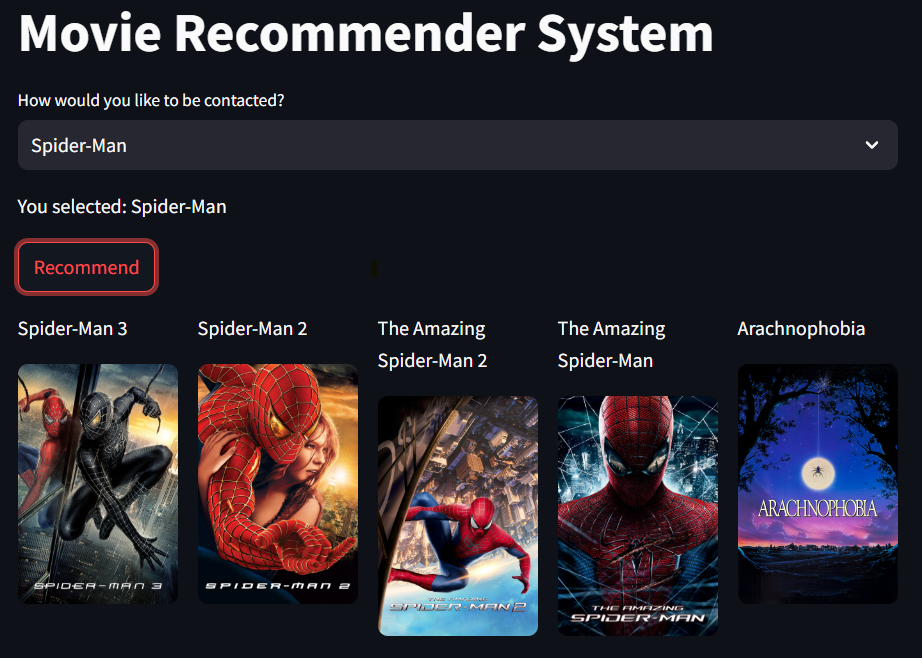 Movie Recommender System
How would you like to be contacted?
Spider-Man
You selected: Spider-Man
Recommend
Spider-Man 3
Spider-Man 2
The Amazing
Spider-Man 2
The Amazing
Spider-Man
Arachnophobia
SPIDER-MAN 3
SPIDER-MAN 2
THE AMAZING
SPIDER-MAN 2
THE AMAZING
SPIDER-MAN
ARACHNOPHOBIA